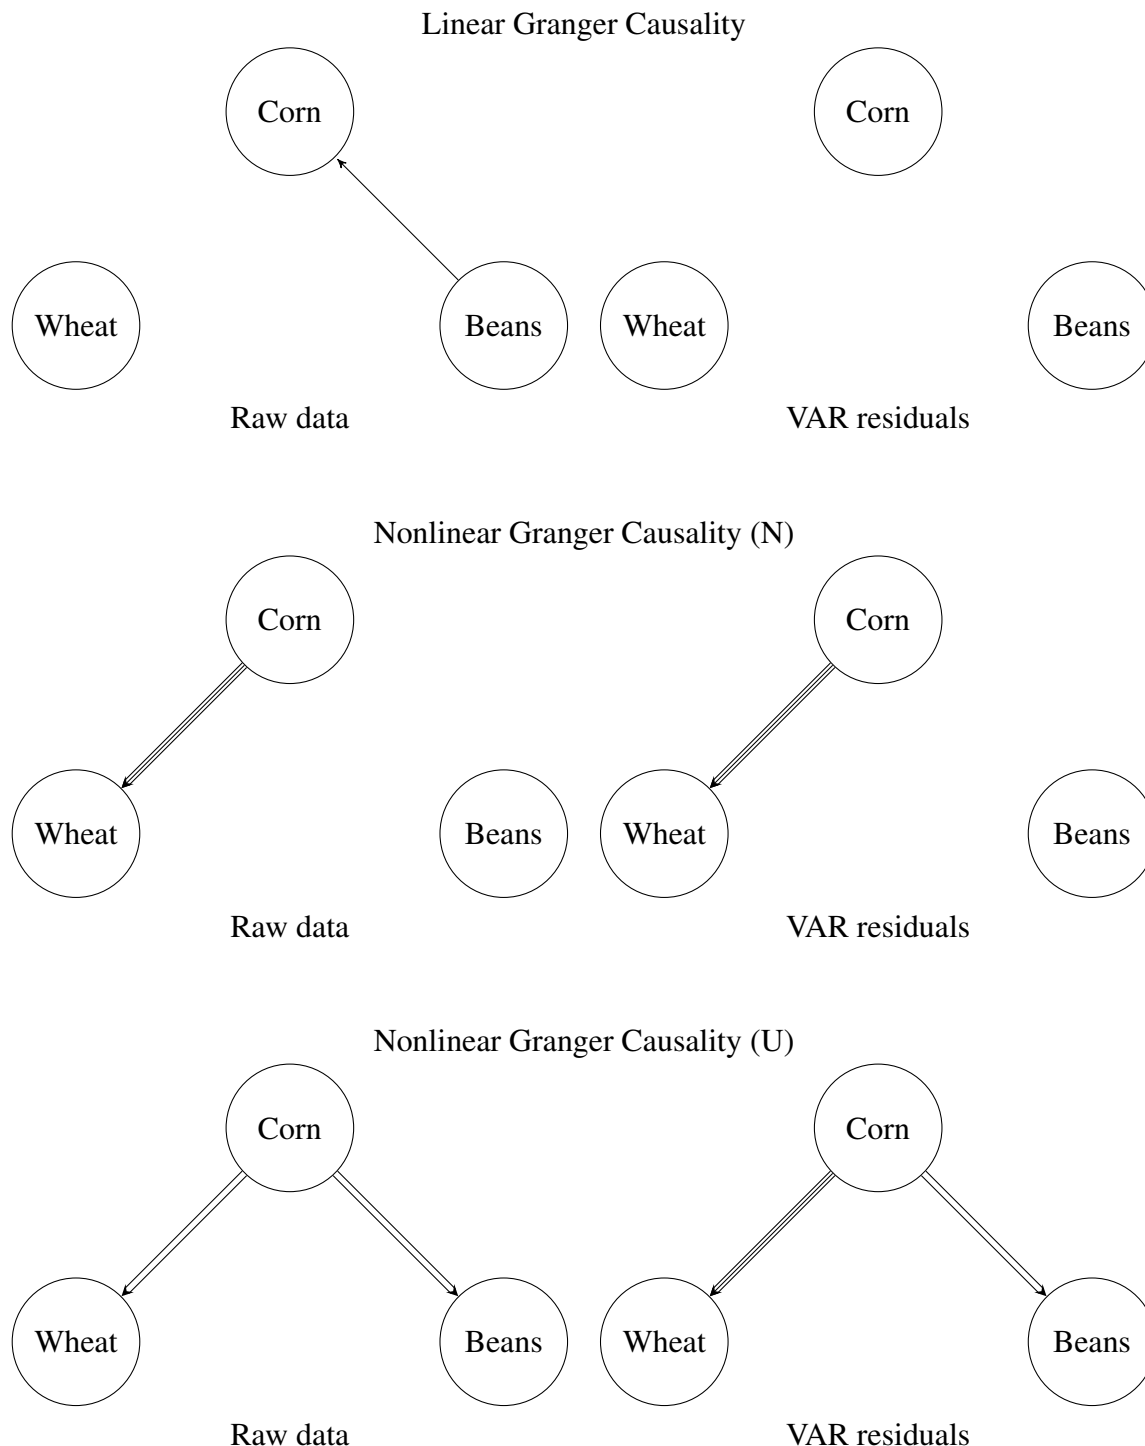 Linear Granger Causality
Corn
Corn
Wheat
Beans
Wheat
Beans
Raw data
VAR residuals
Nonlinear Granger Causality (N)
Corn
Corn
Wheat
Beans
Wheat
Beans
Raw data
VAR residuals
Nonlinear Granger Causality (U)
Corn
Corn
Wheat
Beans
Wheat
Beans
Raw data
VAR residuals